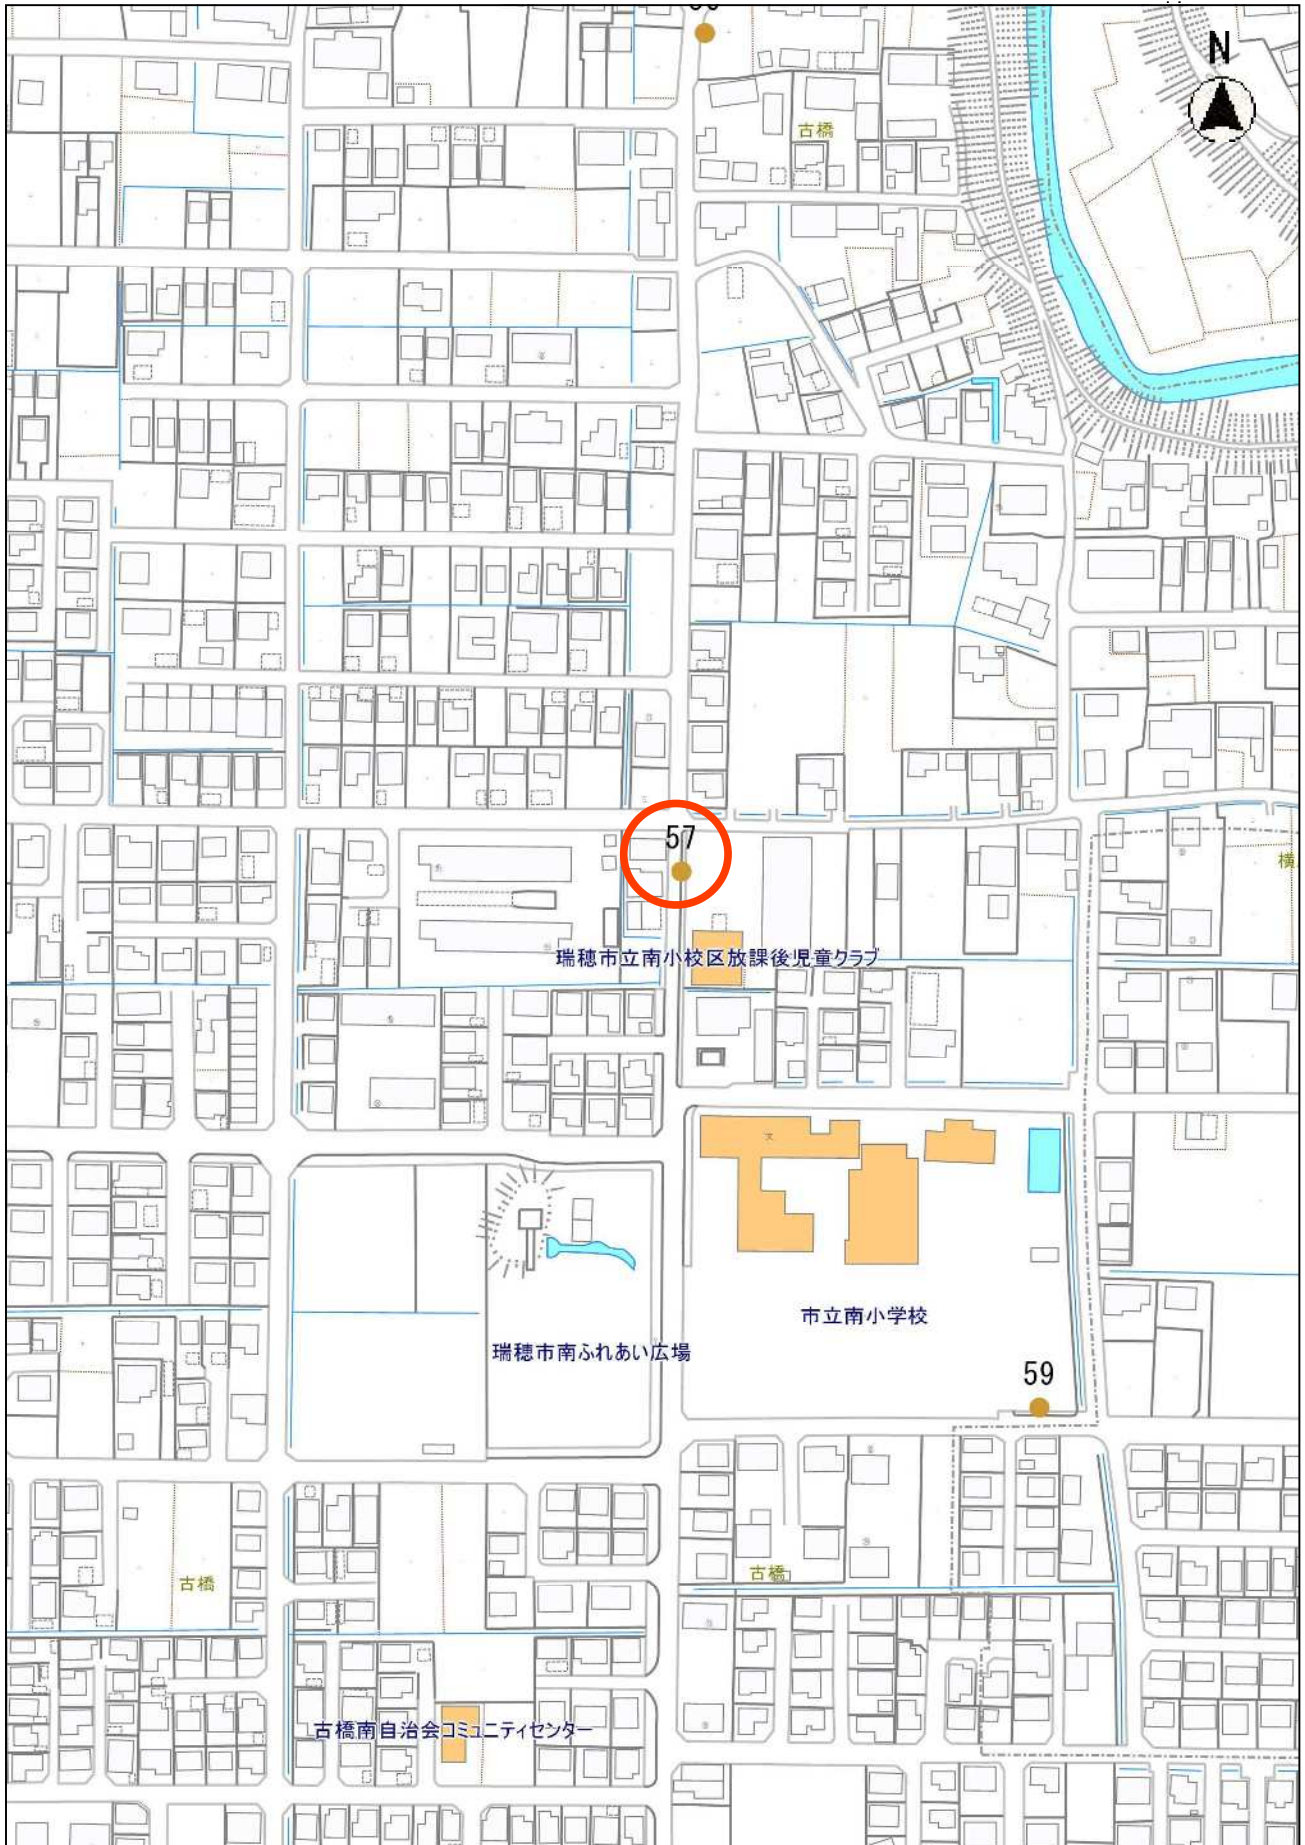 N
古橋
57
瑞穂市立南小校区放課後児童クラブ
文
市立南小学校
瑞穂市南ふれあい広場
59
古橋
古橋
古橋南自治会コミュニティセンター